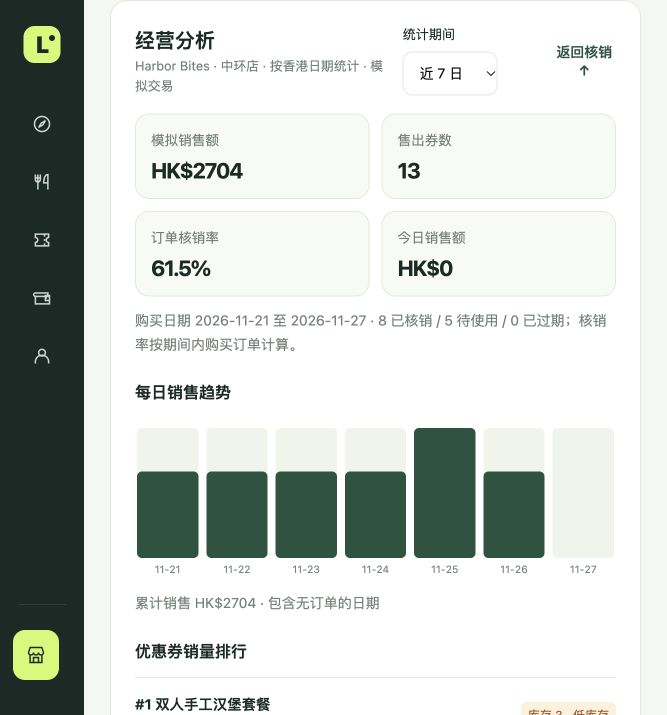 L
经营分析
Harbor Bites · 中环店 · 按香港日期统计 · 模
拟交易
统计期间
近 7 日
返回核销
↑
模拟销售额
HK$2704
售出券数
13
订单核销率
61.5%
今日销售额
HK$0
购买日期 2026-11-21 至 2026-11-27 · 8 已核销 / 5 待使用 / 0 已过期；核销
率按期间内购买订单计算。
每日销售趋势
11-21
11-22
11-23
11-24
11-25
11-26
11-27
累计销售 HK$2704 · 包含无订单的日期
优惠券销量排行
#1 双人手工汉堡套餐
库存 3 · 低库存